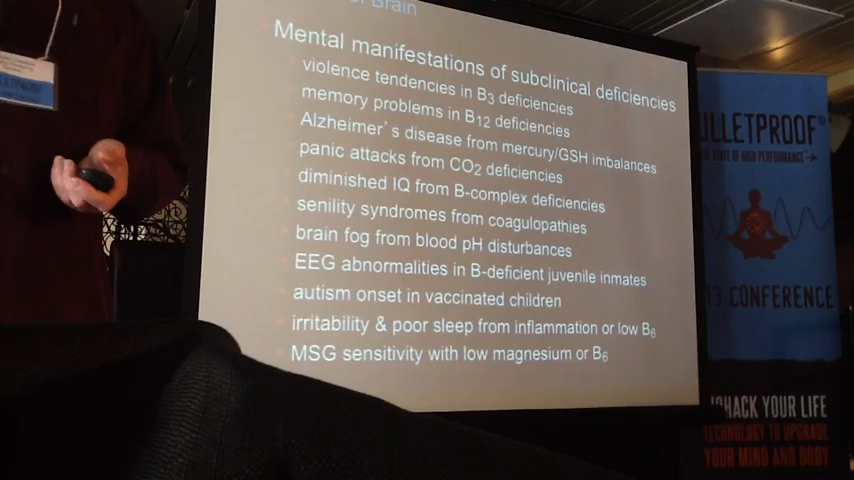 Brain
Mental manifestations of subclinical deficiencies
violence tendencies in B3 deficiencies
memory problems in B12 deficiencies
Alzheimer's disease from mercury/GSH imbalances
panic attacks from CO2 deficiencies
diminished IQ from B-complex deficiencies
senility syndromes from coagulopathies
brain fog from blood pH disturbances
EEG abnormalities in B-deficient juvenile inmates
autism onset in vaccinated children
irritability & poor sleep from inflammation or low B6
MSG sensitivity with low magnesium or B6
ULLETPROOF®
STATE OF HIGH PERFORMANCE
13 CONFERENCE
OHACK YOUR LIFE
TECHNOLOGY TO UPGRADE
YOUR MIND AND BODY